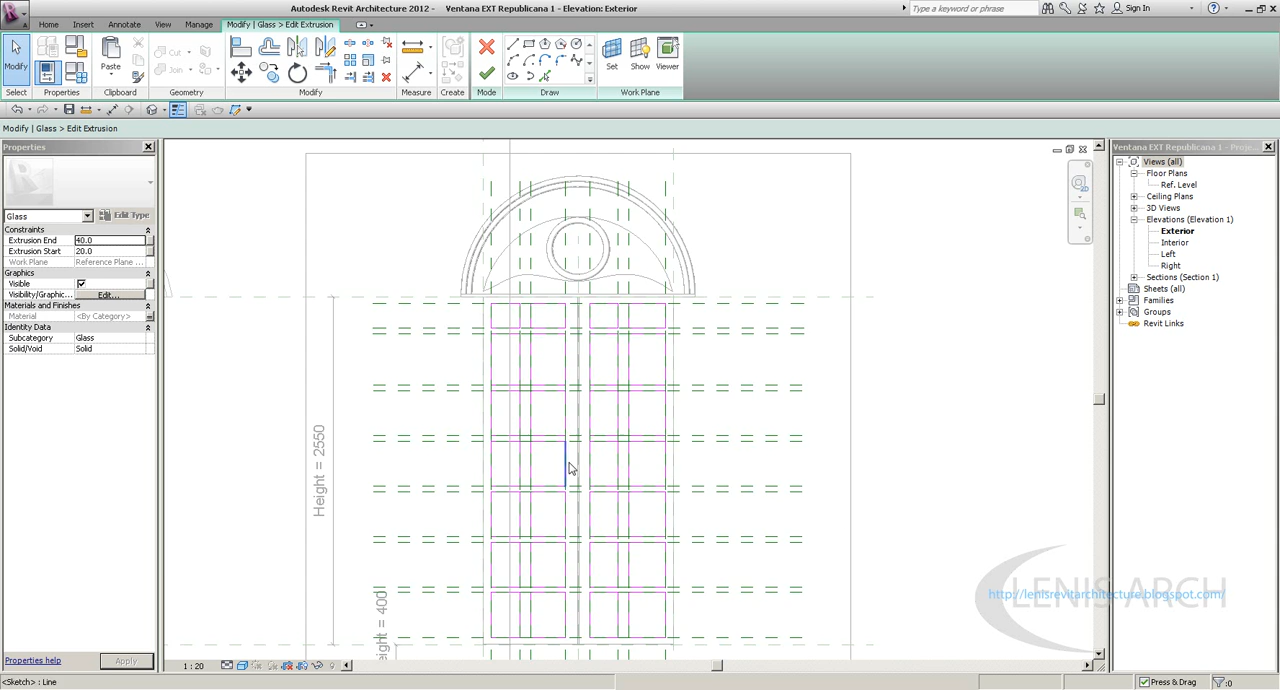 Autodesk Revit Architecture 2012 - Ventana EXT Republicana 1 - Elevation: Exterior
Type a keyword or phrase
Sign In
Home Insert Annotate View Manage Modify | Glass > Edit Extrusion
Modify
Paste
Cut
Join
Create
Set Show Viewer
Select Properties Clipboard Geometry Modify Measure Create Mode Draw Work Plane
Modify | Glass > Edit Extrusion
Properties
Glass
Edit Type
Constraints
Extrusion End 40.0
Extrusion Start 20.0
Work Plane Reference Plane ...
Graphics
Visible
Visibility/Graphic... Edit...
Materials and Finishes
Material <By Category>
Identity Data
Subcategory Glass
Solid/Void Solid
Properties help
Apply
Height = 2550
eight = 400
Ventana EXT Republicana 1 - Proje...
Views (all)
Floor Plans
Ref. Level
Ceiling Plans
3D Views
Elevations (Elevation 1)
Exterior
Interior
Left
Right
Sections (Section 1)
Sheets (all)
Families
Groups
Revit Links
LENIS ARCH
http://lenisrevitarchitecture.blogspot.com/
1 : 20
<Sketch> : Line
Press & Drag
:0